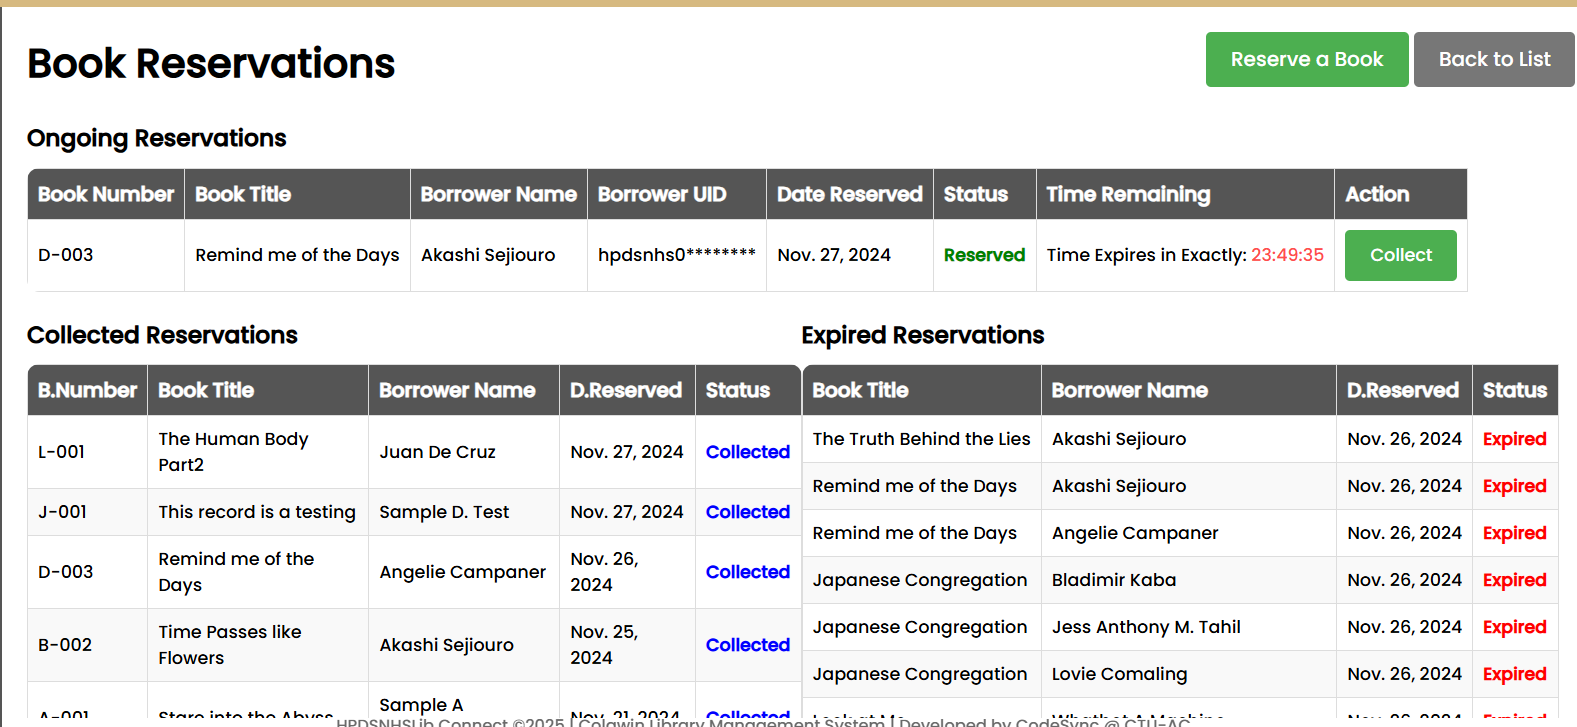 Book Reservations
Reserve a Book
Back to List
Ongoing Reservations
Book Number Book Title Borrower Name Borrower UID Date Reserved Status Time Remaining Action
D-003 Remind me of the Days Akashi Sejiouro hpdsnhs0******** Nov. 27, 2024 Reserved Time Expires in Exactly: 23:49:35 Collect
Collected Reservations
B.Number Book Title Borrower Name D.Reserved Status
L-001 The Human Body Juan De Cruz Nov. 27, 2024 Collected
Part2
J-001 This record is a testing Sample D. Test Nov. 27, 2024 Collected
D-003 Remind me of the Angelie Campaner Nov. 26, Collected
Days 2024
B-002 Time Passes like Akashi Sejiouro Nov. 25, Collected
Flowers 2024
A-001 Stare into the Abyss Sample A Nov. 21, 2024 Collected
Expired Reservations
Book Title Borrower Name D.Reserved Status
The Truth Behind the Lies Akashi Sejiouro Nov. 26, 2024 Expired
Remind me of the Days Akashi Sejiouro Nov. 26, 2024 Expired
Remind me of the Days Angelie Campaner Nov. 26, 2024 Expired
Japanese Congregation Bladimir Kaba Nov. 26, 2024 Expired
Japanese Congregation Jess Anthony M. Tahil Nov. 26, 2024 Expired
Japanese Congregation Lovie Comaling Nov. 26, 2024 Expired
Nov. 26, 2024 Expired
HPDSNHSLib Connect ©2025 | Colawin Library Management System | Developed by CodeSync @ CTU-AC